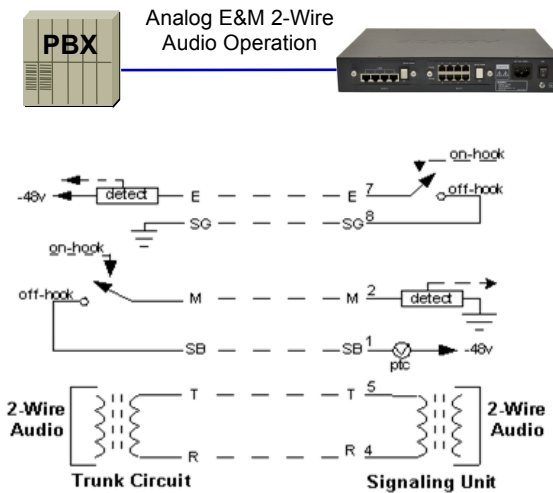 Analog E&M 2-Wire
Audio Operation
PBX
on-hook
-48v detect E E 7 off-hook
SG SG 8
on-hook
off-hook M M 2 detect
SB SB 1 -48v
ptc
2-Wire
Audio
T T 5
R R 4
2-Wire
Audio
Trunk Circuit Signaling Unit